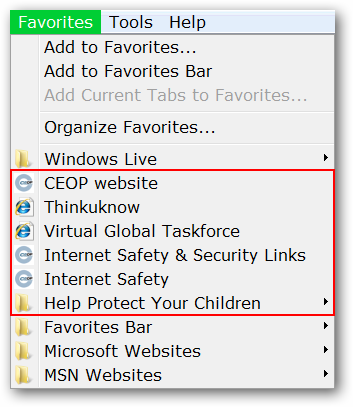 Favorites Tools Help
Add to Favorites...
Add to Favorites Bar
Add Current Tabs to Favorites...
Organize Favorites...
Windows Live
CEOP website
Thinkuknow
Virtual Global Taskforce
Internet Safety & Security Links
Internet Safety
Help Protect Your Children
Favorites Bar
Microsoft Websites
MSN Websites